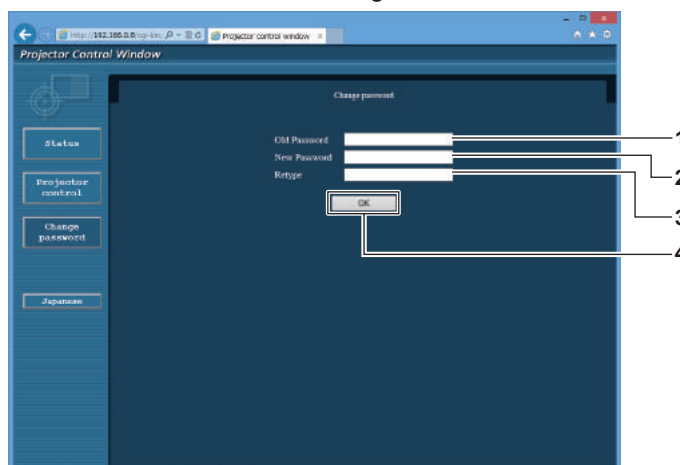 Projector control window
Projector Control Window
Change password
Status
Projector
control
Change
password
Japanese
Old Password
New Password
Retype
OK
1
2
3
4